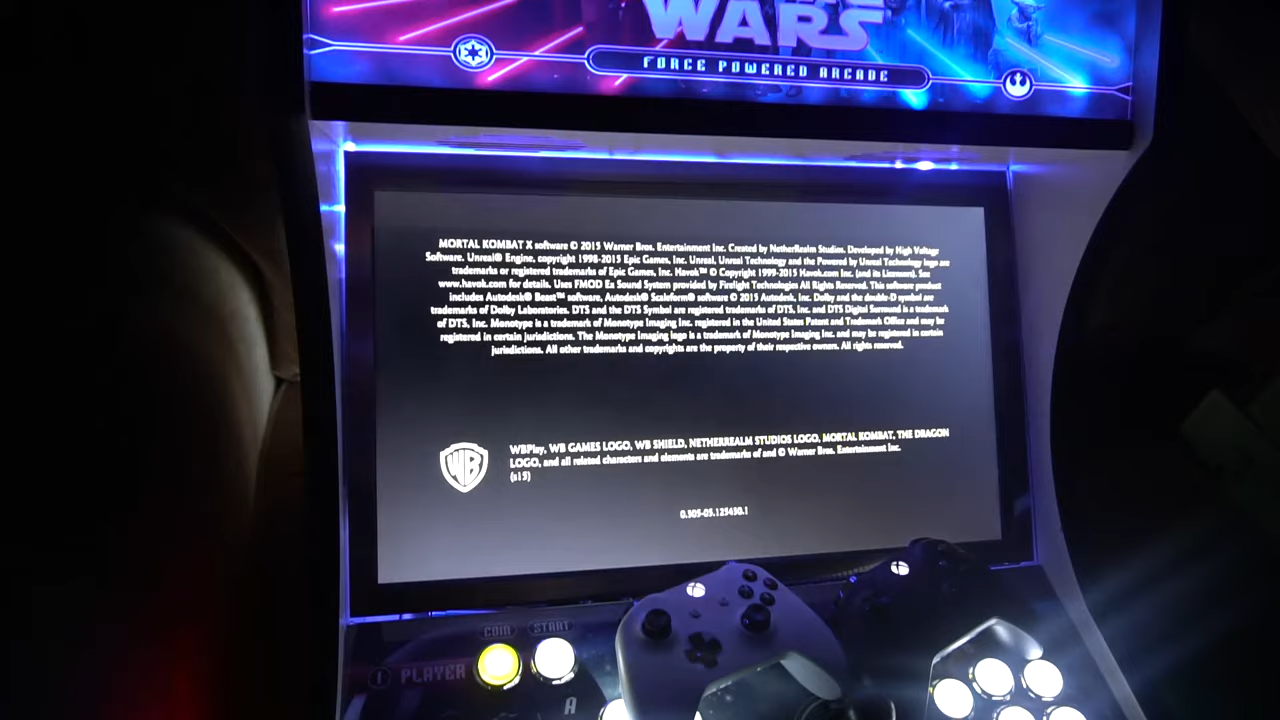 WARS
FORCE POWERED ARCADE
MORTAL KOMBAT X software © 2015 Warner Bros. Entertainment Inc. Created by NetherRealm Studios. Developed by High Voltage
Software. Unreal® Engine, copyright 1998-2015 Epic Games, Inc. Unreal, Unreal Technology and the Powered by Unreal Technology logo are
trademarks or registered trademarks of Epic Games, Inc. Havok™ © Copyright 1999-2015 Havok.com Inc. (and its Licensors). See
www.havok.com for details. Uses FMOD Ex Sound System provided by Firelight Technologies All Rights Reserved. This software product
includes Autodesk® Beast™ software, Autodesk® Scaleform® software © 2015 Autodesk, Inc. Dolby and the double-D symbol are
trademarks of Dolby Laboratories. DTS and the DTS Symbol are registered trademarks of DTS, Inc. and DTS Digital Surround is a trademark
of DTS, Inc. Monotype is a trademark of Monotype Imaging Inc. registered in the United States Patent and Trademark Office and may be
registered in certain jurisdictions. The Monotype Imaging logo is a trademark of Monotype Imaging Inc. and may be registered in certain
jurisdictions. All other trademarks and copyrights are the property of their respective owners. All rights reserved.
WB
WBPlay, WB GAMES LOGO, WB SHIELD, NETHERREALM STUDIOS LOGO, MORTAL KOMBAT, THE DRAGON
LOGO, and all related characters and elements are trademarks of and © Warner Bros. Entertainment Inc.
(s15)
0.305-05.125430.1
COIN START
1 PLAYER
A